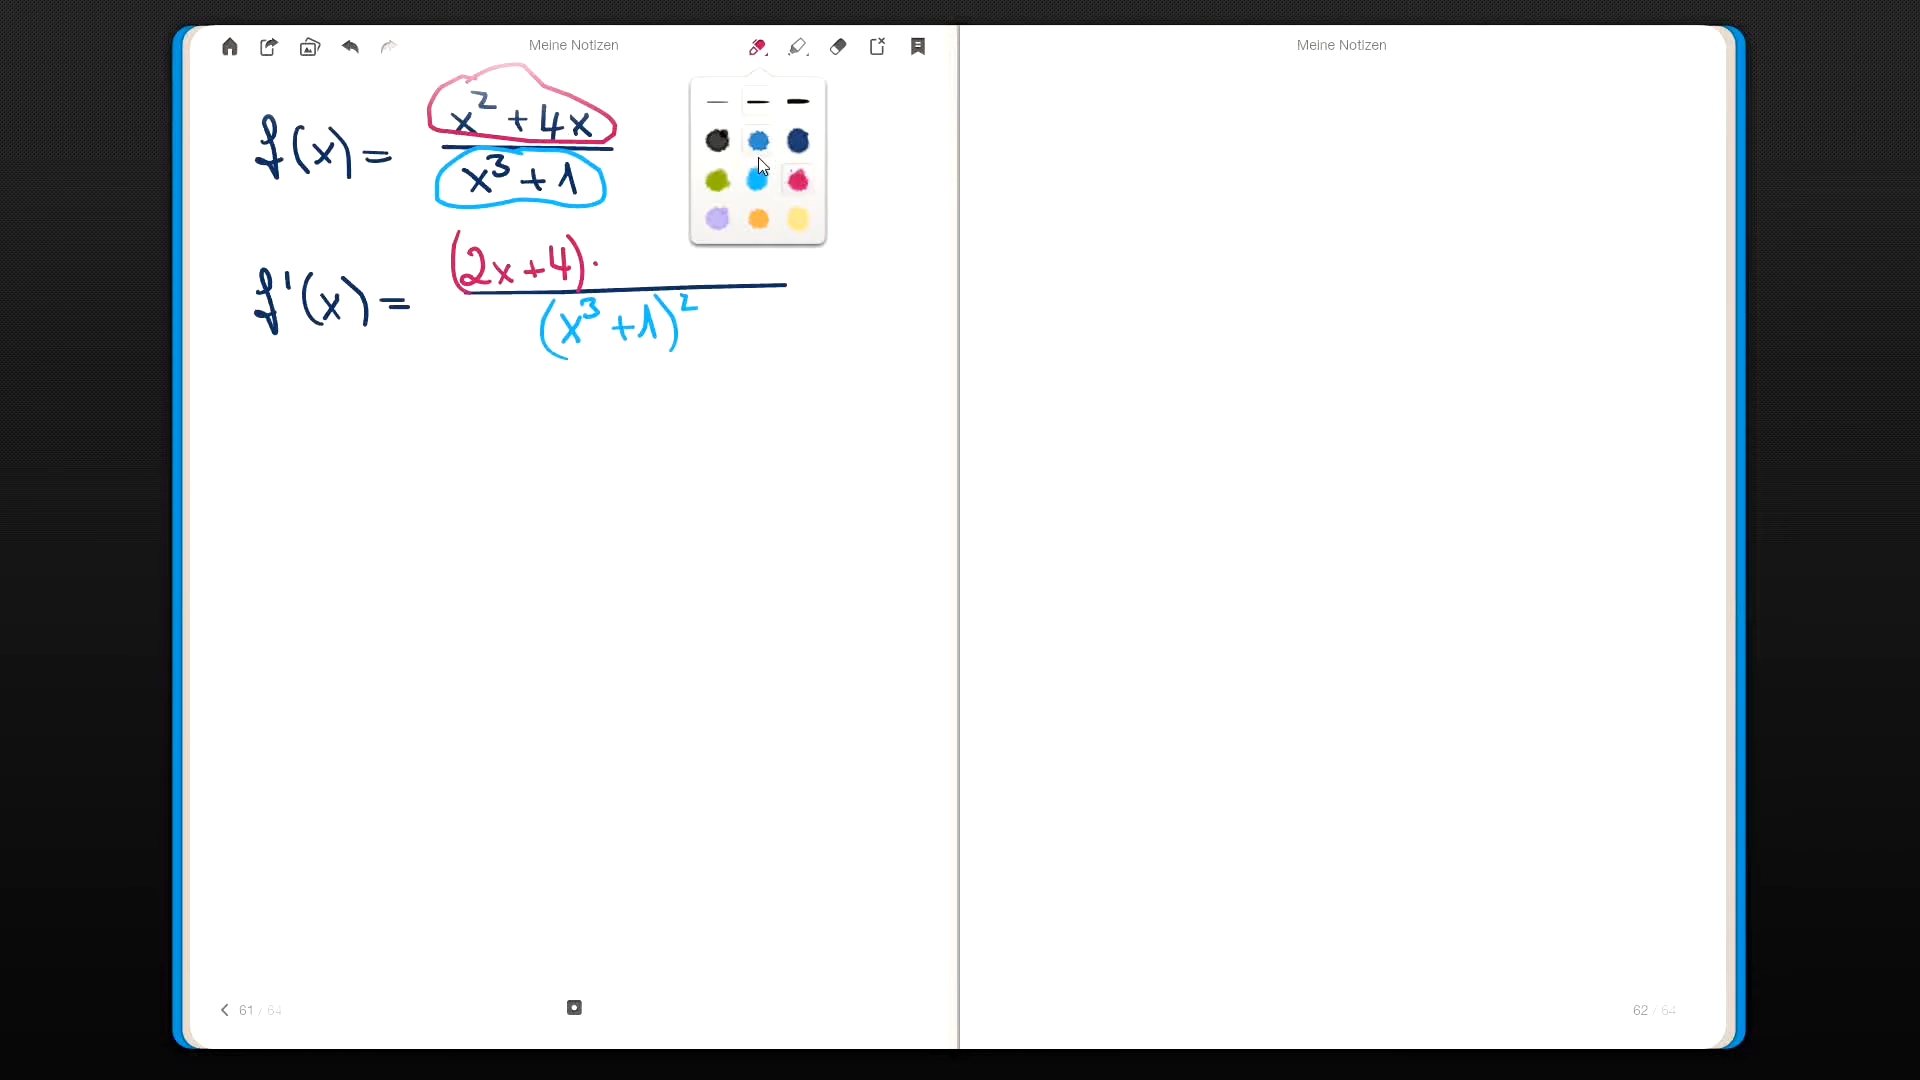 Meine Notizen
Meine Notizen
f(x) = (x² + 4x) / (x³ + 1)
f'(x) = (2x+4) · / (x³ + 1)²
61 / 64
62 / 64